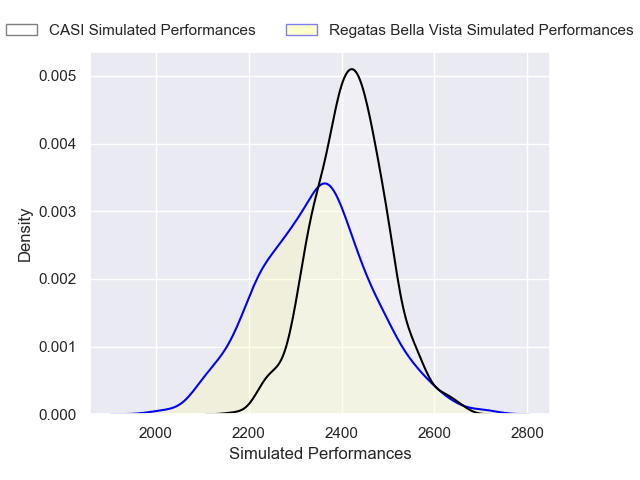 CASI Simulated Performances Regatas Bella Vista Simulated Performances
0.005
0.004
0.003
0.002
0.001
0.000
Density
2000 2200 2400 2600 2800
Simulated Performances